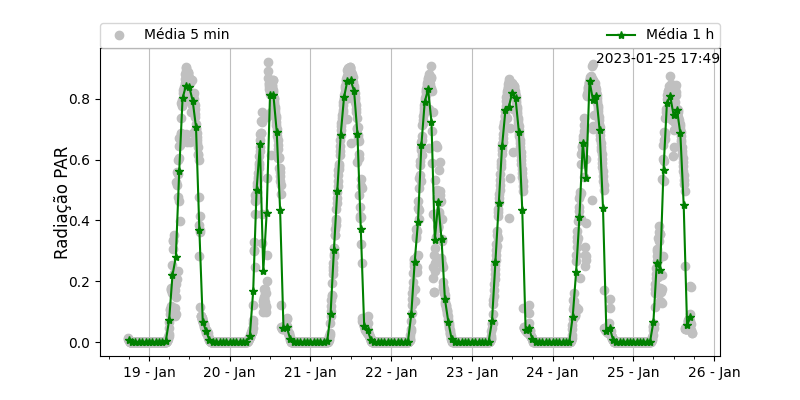 Média 5 min
Média 1 h
2023-01-25 17:49
Radiação PAR
0.8
0.6
0.4
0.2
0.0
19 - Jan
20 - Jan
21 - Jan
22 - Jan
23 - Jan
24 - Jan
25 - Jan
26 - Jan